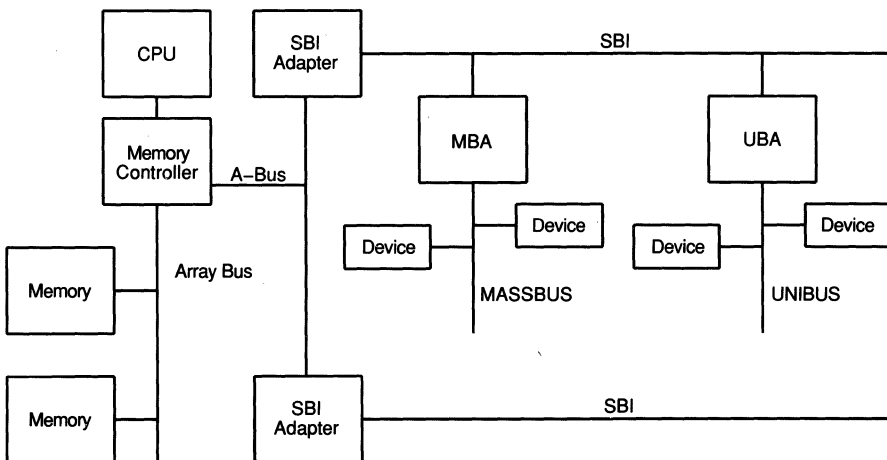 CPU
SBI
Adapter
SBI
MBA
UBA
Memory
Controller
A-Bus
Device
Device
Device
Device
Memory
Array Bus
MASSBUS
UNIBUS
Memory
SBI
Adapter
SBI